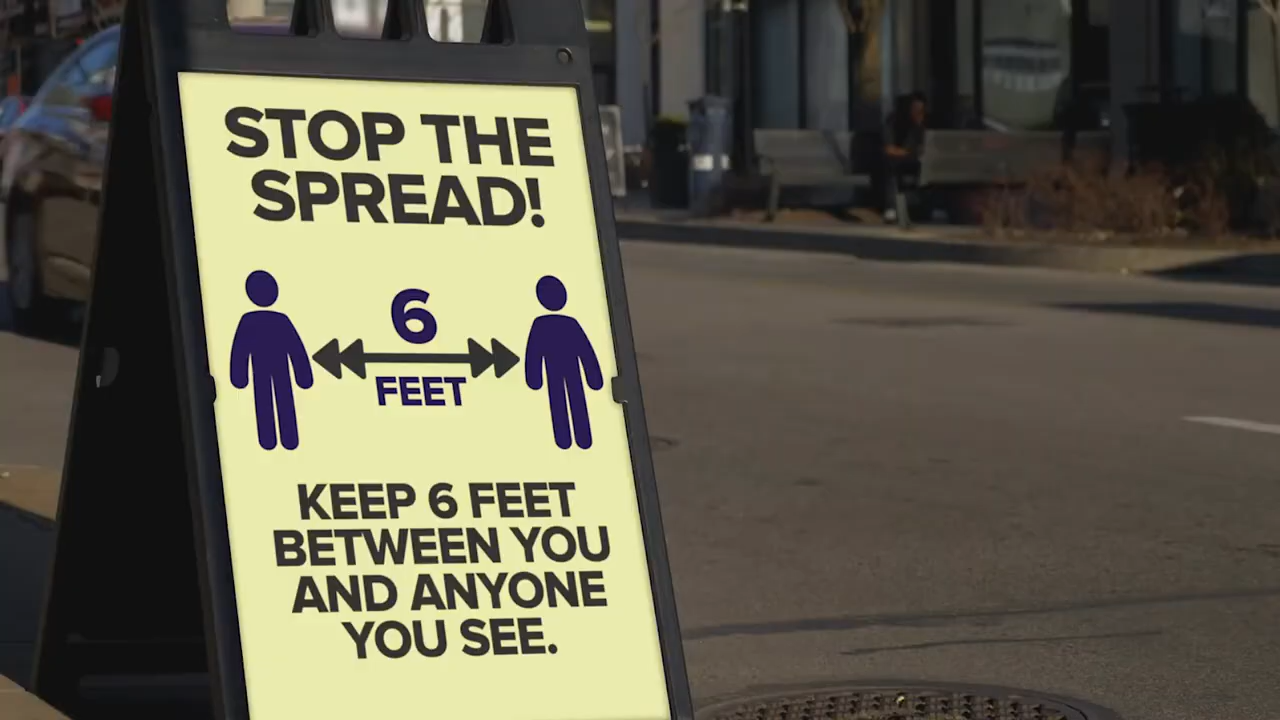 STOP THE
SPREAD!
6
FEET
KEEP 6 FEET
BETWEEN YOU
AND ANYONE
YOU SEE.